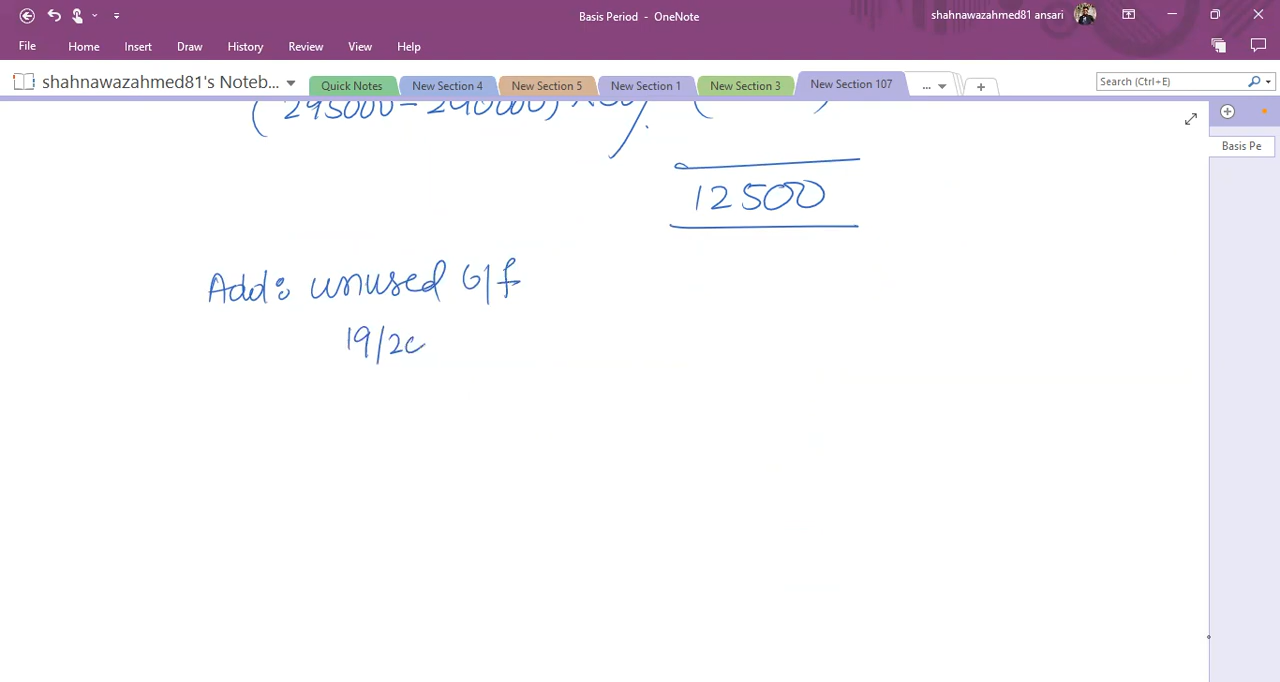 Basis Period - OneNote
shahnawazahmed81 ansari
File Home Insert Draw History Review View Help
shahnawazahmed81's Noteb... Quick Notes New Section 4 New Section 5 New Section 1 New Section 3 New Section 107 ... Search (Ctrl+E)
Basis Pe
(295000 - 240000)
12500
Add: unused b/f
19/20